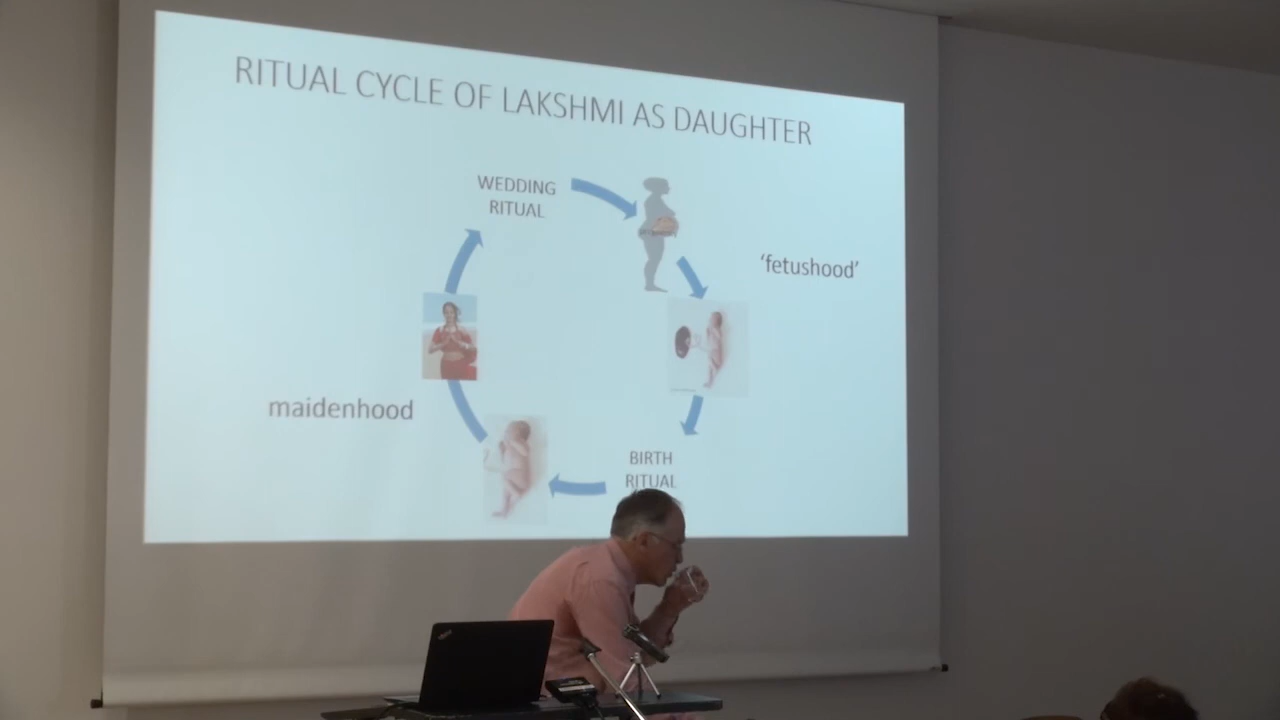 RITUAL CYCLE OF LAKSHMI AS DAUGHTER
WEDDING
RITUAL
'fetushood'
maidenhood
BIRTH
RITUAL